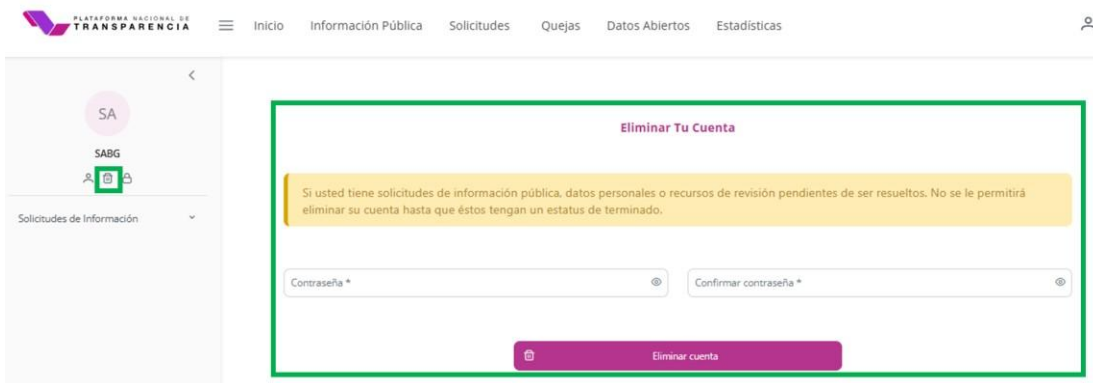 PLATAFORMA NACIONAL DE
TRANSPARENCIA
Inicio
Información Pública
Solicitudes
Quejas
Datos Abiertos
Estadísticas
SA
SABG
Solicitudes de Información
Eliminar Tu Cuenta
Si usted tiene solicitudes de información pública, datos personales o recursos de revisión pendientes de ser resueltos. No se le permitirá
eliminar su cuenta hasta que éstos tengan un estatus de terminado.
Contraseña *
Confirmar contraseña *
Eliminar cuenta